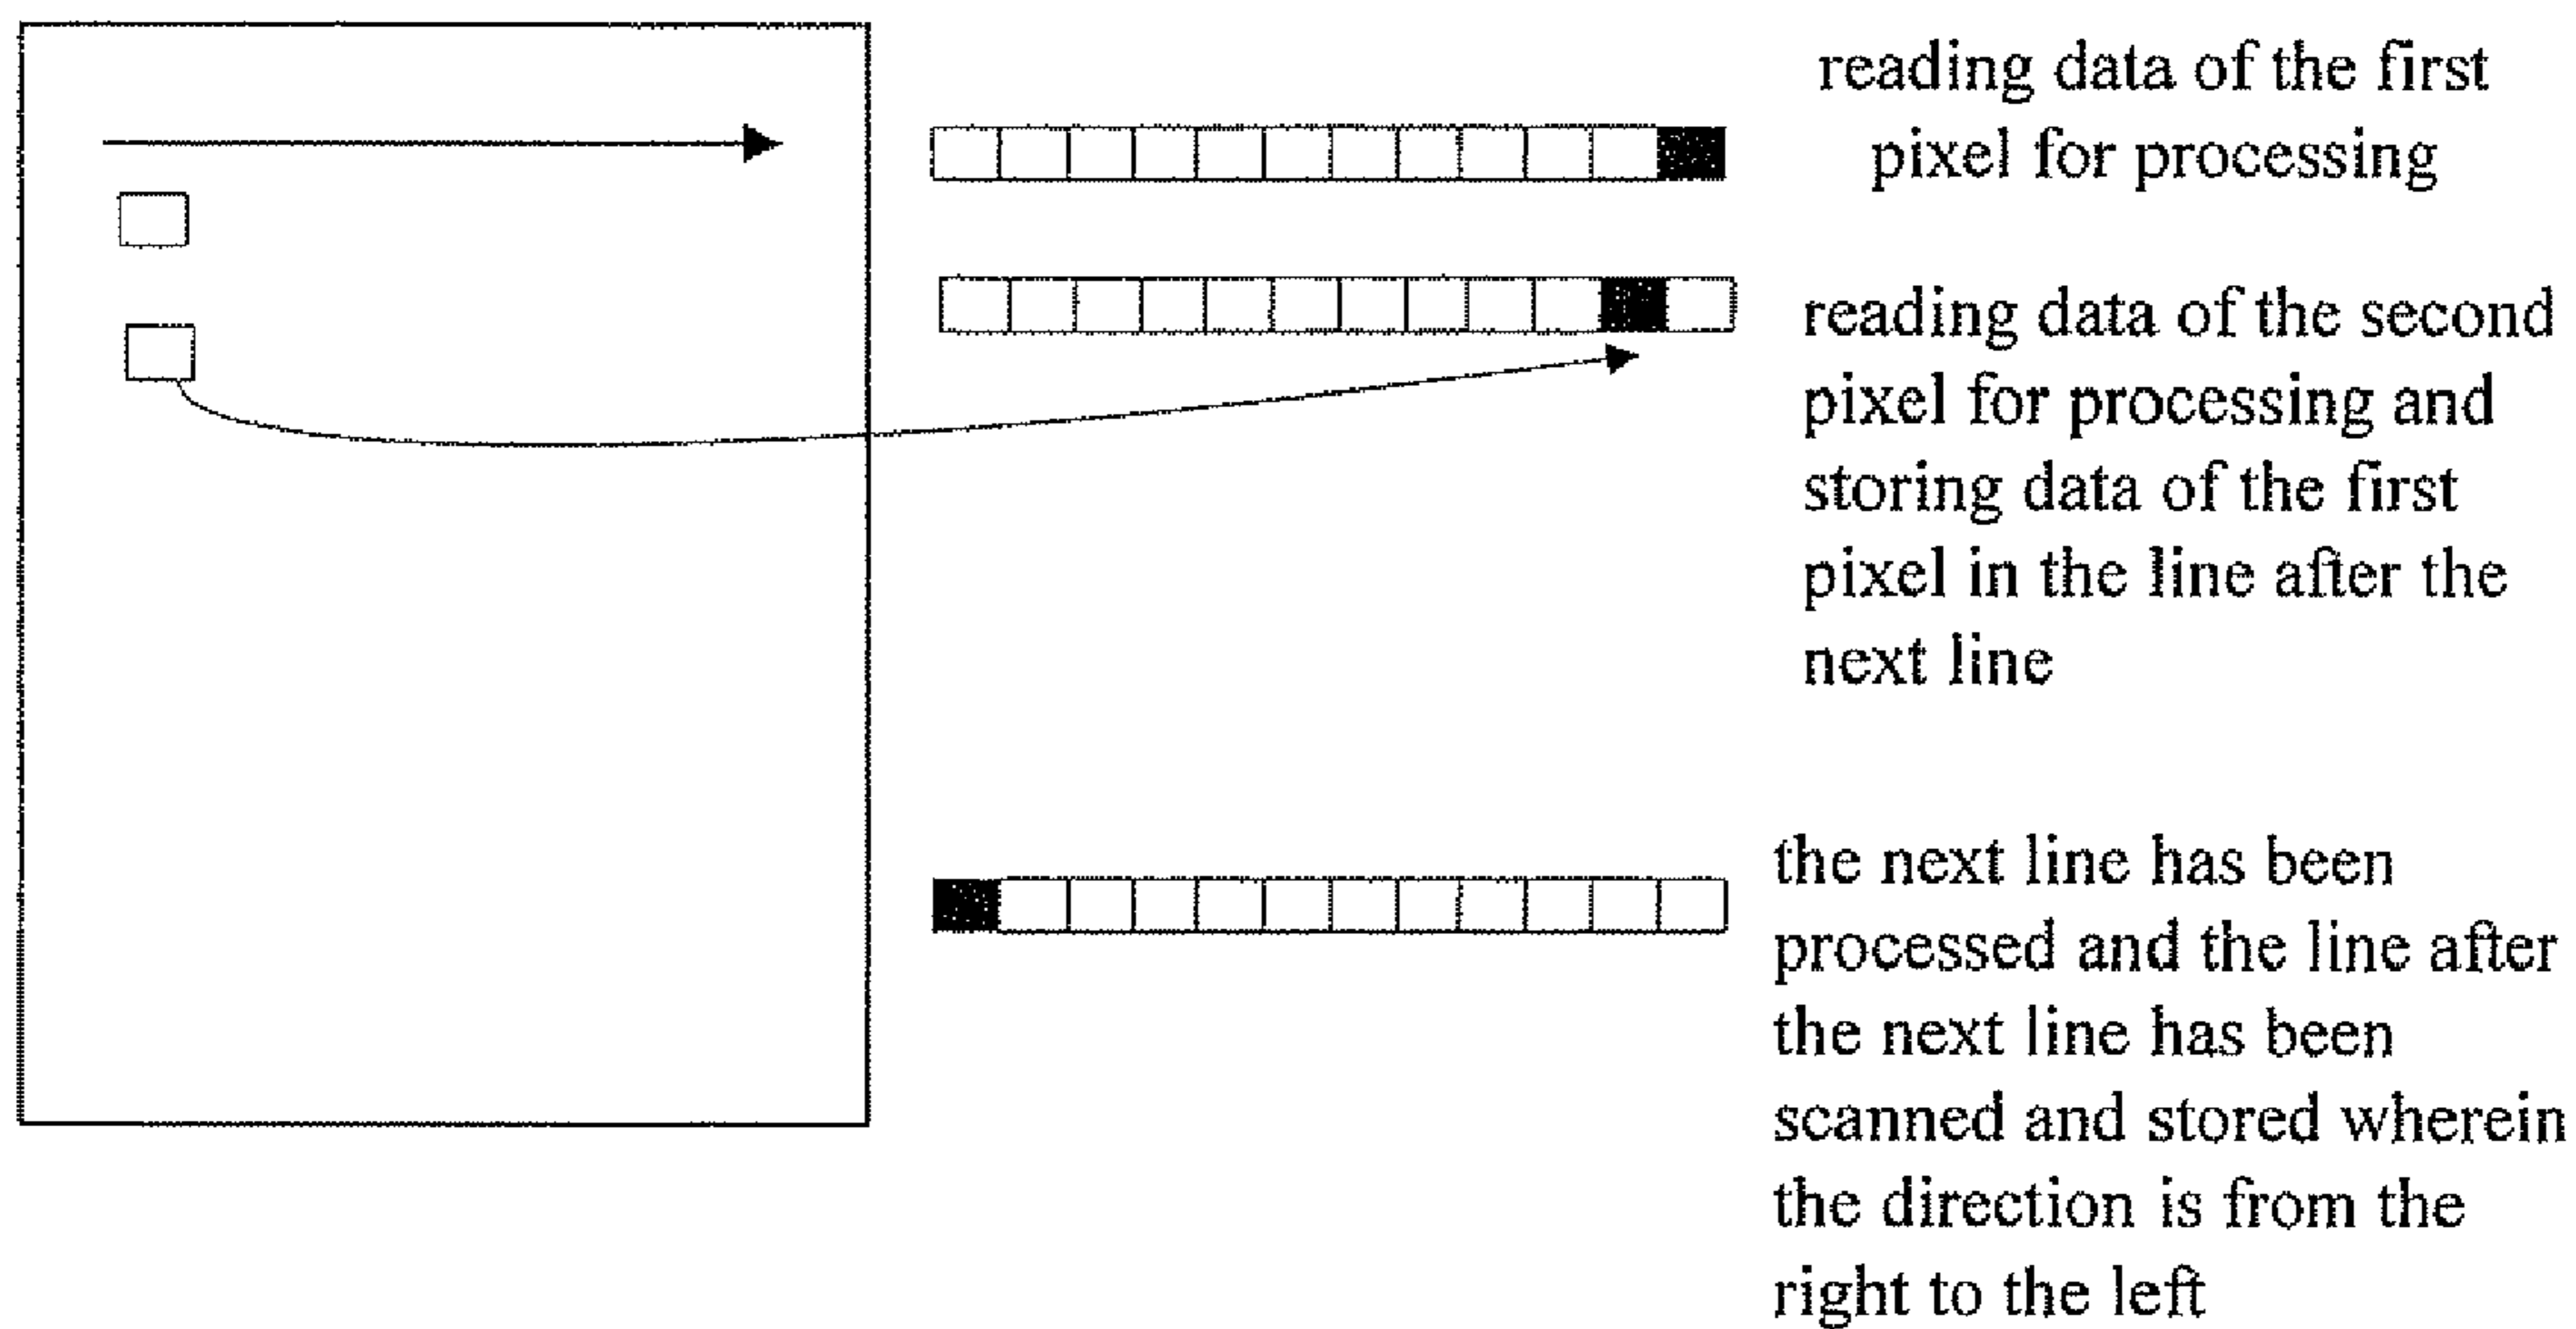 reading data of the first
pixel for processing
reading data of the second
pixel for processing and
storing data of the first
pixel in the line after the
next line
the next line has been
processed and the line after
the next line has been
scanned and stored wherein
the direction is from the
right to the left